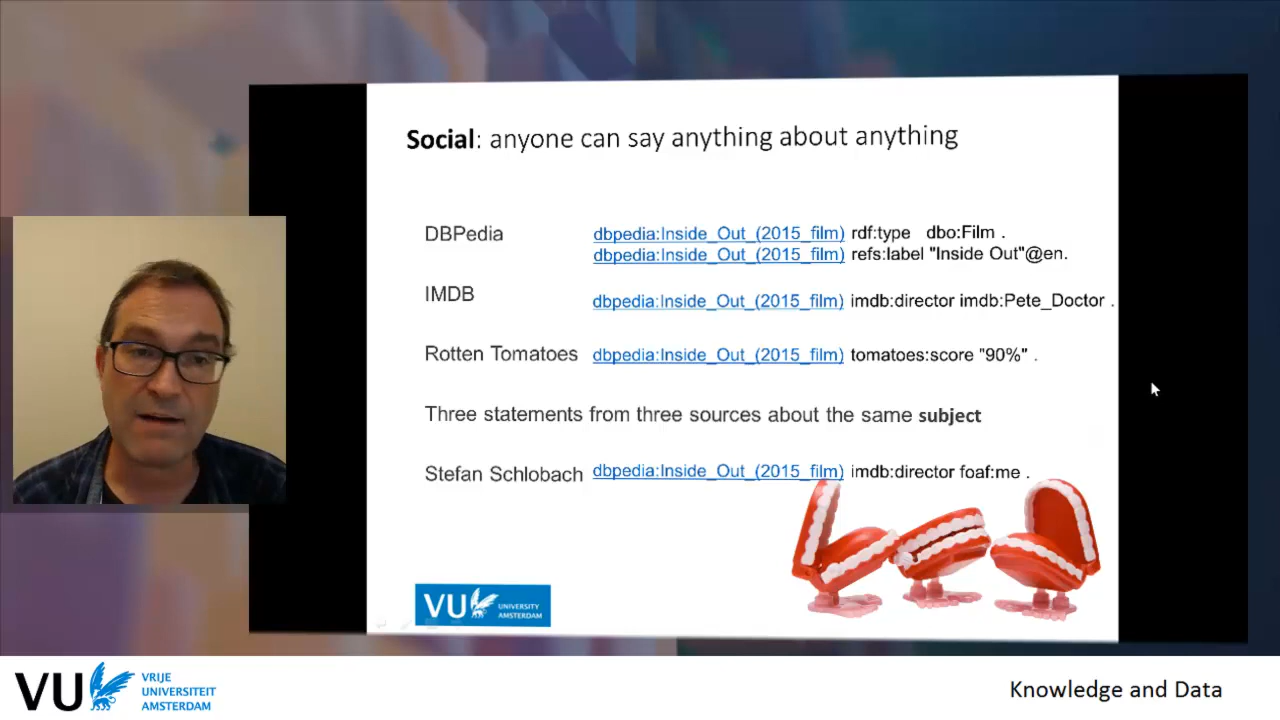 Social: anyone can say anything about anything
DBPedia dbpedia:Inside_Out_(2015_film) rdf:type dbo:Film .
dbpedia:Inside_Out_(2015_film) refs:label "Inside Out"@en.
IMDB dbpedia:Inside_Out_(2015_film) imdb:director imdb:Pete_Doctor .
Rotten Tomatoes dbpedia:Inside_Out_(2015_film) tomatoes:score "90%" .
Three statements from three sources about the same subject
Stefan Schlobach dbpedia:Inside_Out_(2015_film) imdb:director foaf:me .
VU UNIVERSITY
AMSTERDAM
VU VRIJE
UNIVERSITEIT
AMSTERDAM
Knowledge and Data